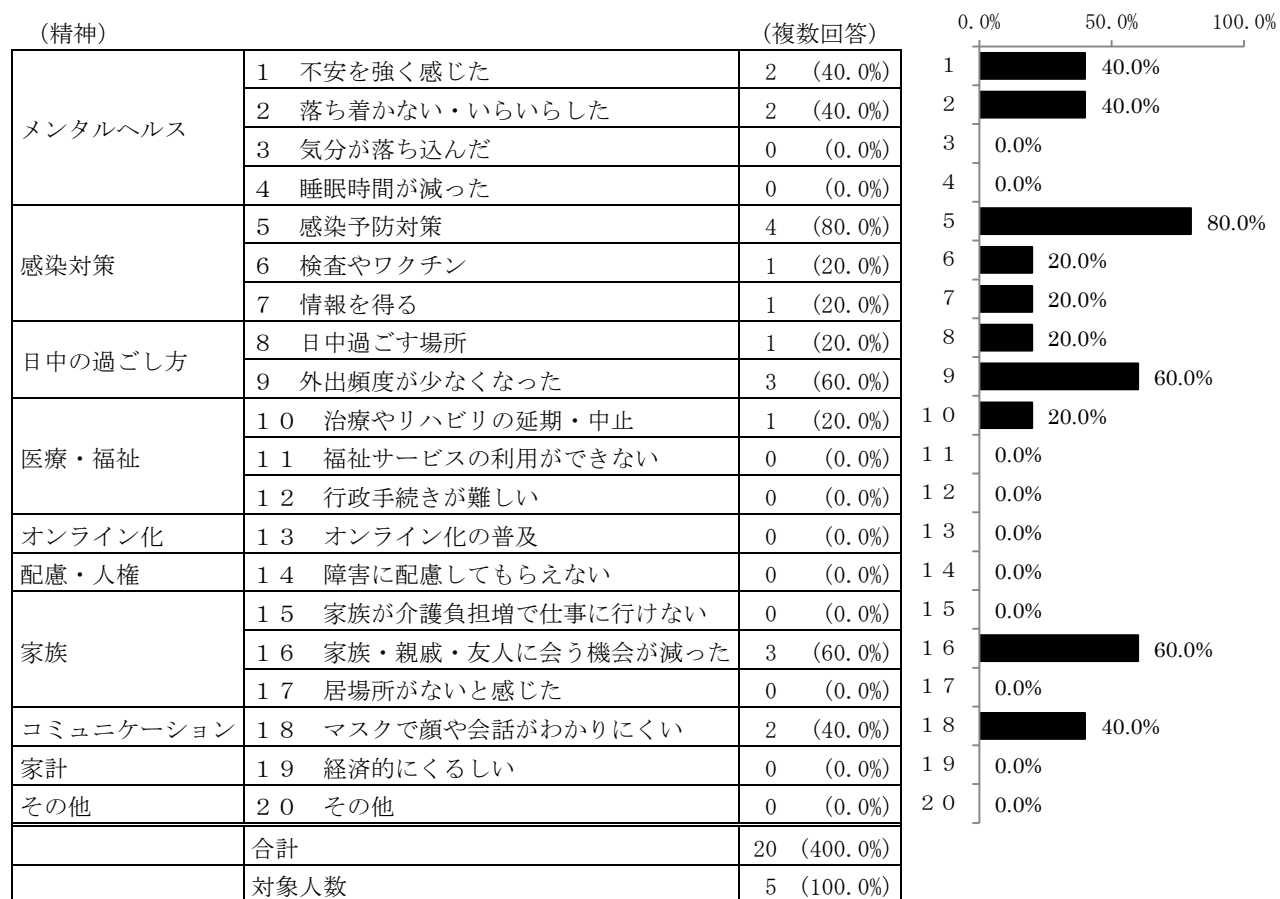 （精神）　（複数回答）
メンタルヘルス
1　不安を強く感じた　2　(40.0%)
2　落ち着かない・いらいらした　2　(40.0%)
3　気分が落ち込んだ　0　(0.0%)
4　睡眠時間が減った　0　(0.0%)
感染対策
5　感染予防対策　4　(80.0%)
6　検査やワクチン　1　(20.0%)
7　情報を得る　1　(20.0%)
日中の過ごし方
8　日中過ごす場所　1　(20.0%)
9　外出頻度が少なくなった　3　(60.0%)
医療・福祉
１０　治療やリハビリの延期・中止　1　(20.0%)
１１　福祉サービスの利用ができない　0　(0.0%)
１２　行政手続きが難しい　0　(0.0%)
オンライン化　１３　オンライン化の普及　0　(0.0%)
配慮・人権　１４　障害に配慮してもらえない　0　(0.0%)
家族
１５　家族が介護負担増で仕事に行けない　0　(0.0%)
１６　家族・親戚・友人に会う機会が減った　3　(60.0%)
１７　居場所がないと感じた　0　(0.0%)
コミュニケーション　１８　マスクで顔や会話がわかりにくい　2　(40.0%)
家計　１９　経済的にくるしい　0　(0.0%)
その他　２０　その他　0　(0.0%)
合計　20　(400.0%)
対象人数　5　(100.0%)
0.0%　50.0%　100.0%
1　40.0%
2　40.0%
3　0.0%
4　0.0%
5　80.0%
6　20.0%
7　20.0%
8　20.0%
9　60.0%
１０　20.0%
１１　0.0%
１２　0.0%
１３　0.0%
１４　0.0%
１５　0.0%
１６　60.0%
１７　0.0%
１８　40.0%
１９　0.0%
２０　0.0%